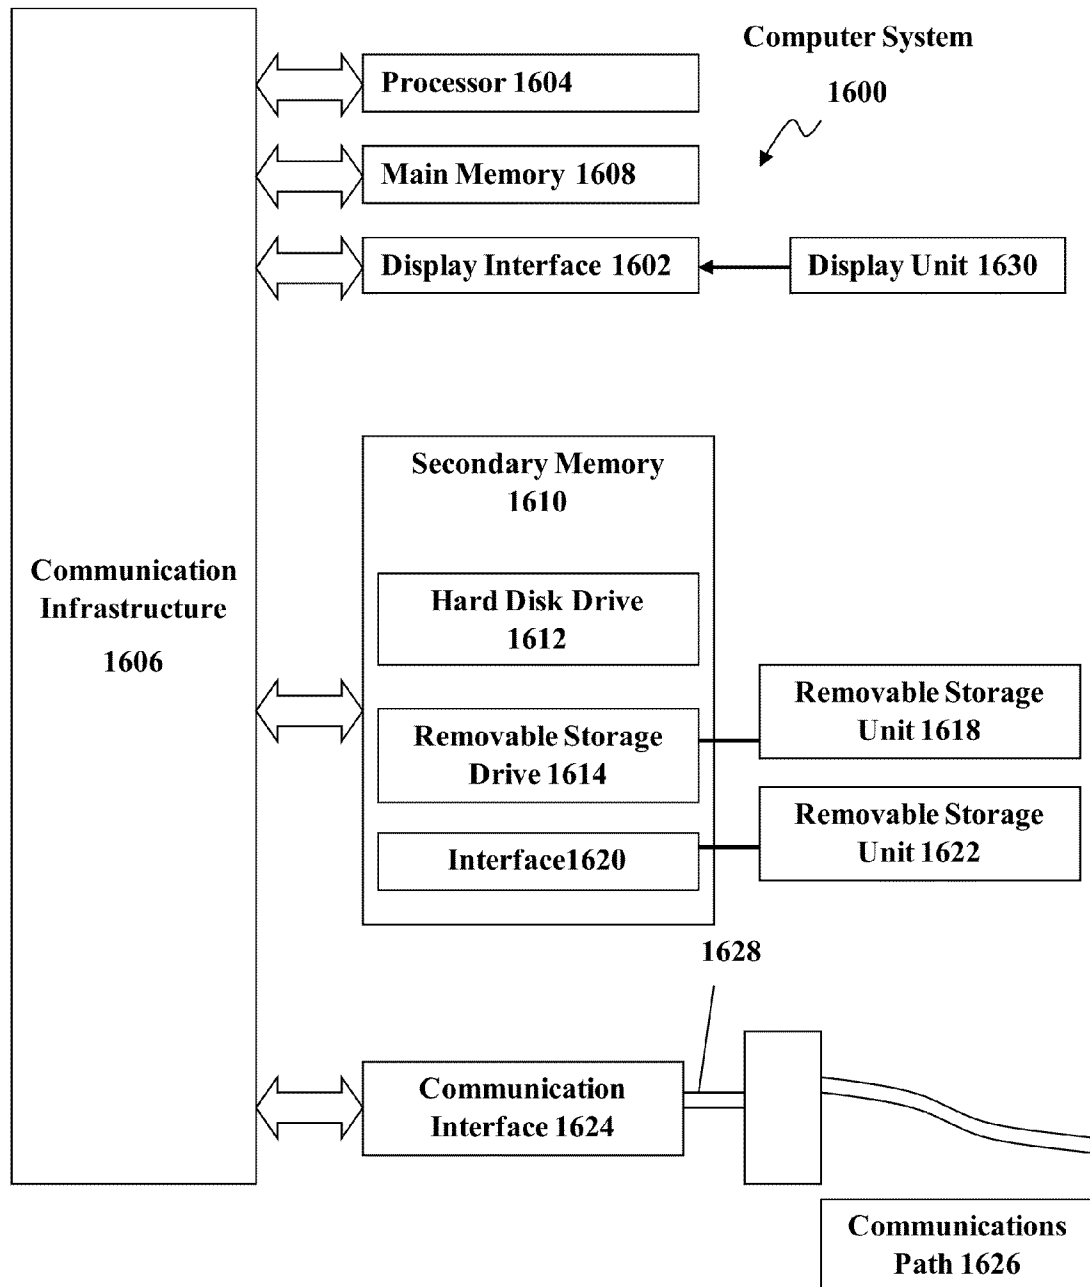 Computer System
1600
Processor 1604
Main Memory 1608
Display Interface 1602
Display Unit 1630
Secondary Memory
1610
Communication
Infrastructure
1606
Hard Disk Drive
1612
Removable Storage
Drive 1614
Removable Storage
Unit 1618
Interface1620
Removable Storage
Unit 1622
1628
Communication
Interface 1624
Communications
Path 1626